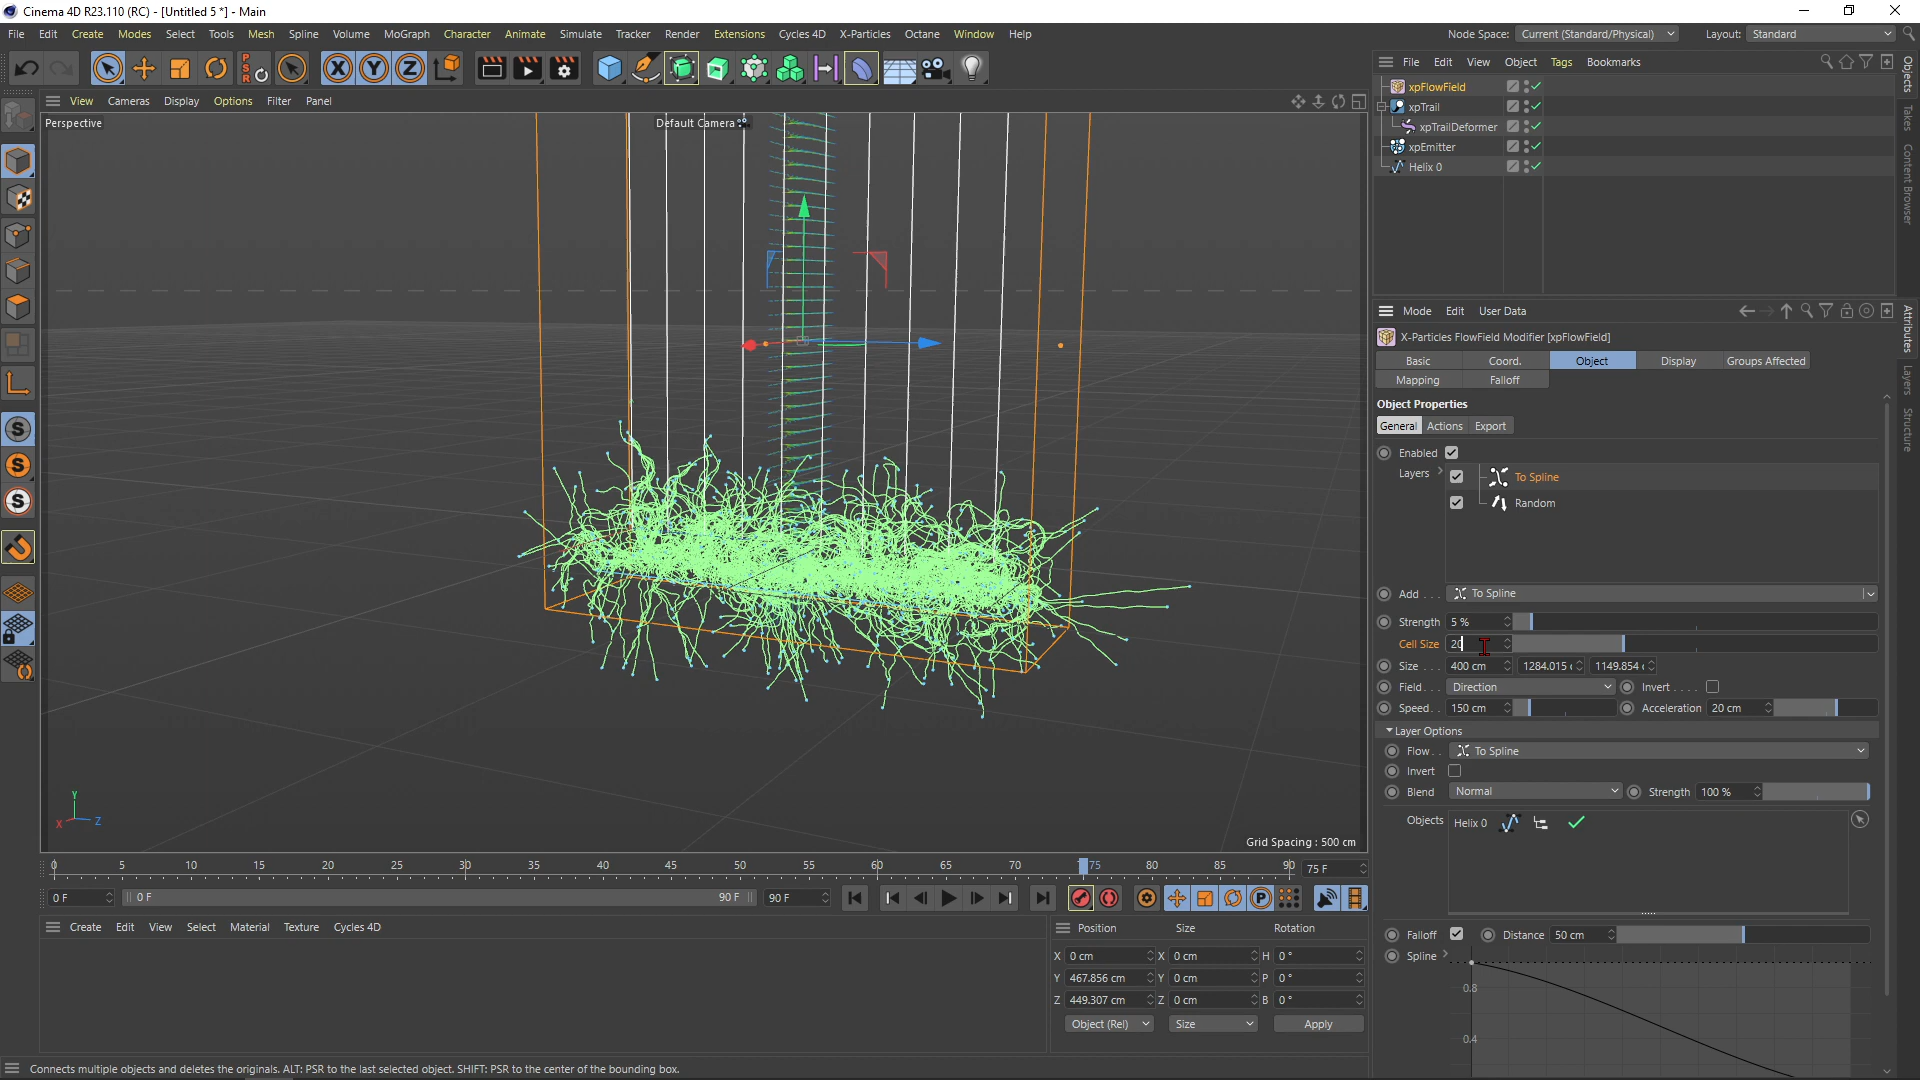 Cinema 4D R23.110 (RC) - [Untitled 5 *] - Main
File Edit Create Modes Select Tools Mesh Spline Volume MoGraph Character Animate Simulate Tracker Render Extensions Cycles 4D X-Particles Octane Window Help
Node Space: Current (Standard/Physical) Layout: Standard
X Y Z
PSR
File Edit View Object Tags Bookmarks
View Cameras Display Options Filter Panel
Perspective
Default Camera
xpFlowField
xpTrail
xpTrailDeformer
xpEmitter
Helix 0
Objects
Takes
Content Browser
Attributes
Layers
Structure
Mode Edit User Data
X-Particles FlowField Modifier [xpFlowField]
Basic Coord. Object Display Groups Affected
Mapping Falloff
Object Properties
General Actions Export
Enabled
Layers To Spline
Random
Add . . . To Spline
Strength 5 %
Cell Size 20
Size . . . 400 cm 1284.015 c 1149.854 c
Field. . . Direction Invert . . . .
Speed. . 150 cm Acceleration 20 cm
Layer Options
Flow. . To Spline
Invert
Blend Normal Strength 100 %
Objects Helix 0
Falloff Distance 50 cm
Spline
0.8
0.4
S
S
S
Y
X Z
Grid Spacing : 500 cm
0 5 10 15 20 25 30 35 40 45 50 55 60 65 70 75 80 85 90 75 F
0 F 0 F 90 F 90 F
P
Create Edit View Select Material Texture Cycles 4D
Position Size Rotation
X 0 cm X 0 cm H 0 °
Y 467.856 cm Y 0 cm P 0 °
Z 449.307 cm Z 0 cm B 0 °
Object (Rel) Size Apply
Connects multiple objects and deletes the originals. ALT: PSR to the last selected object. SHIFT: PSR to the center of the bounding box.